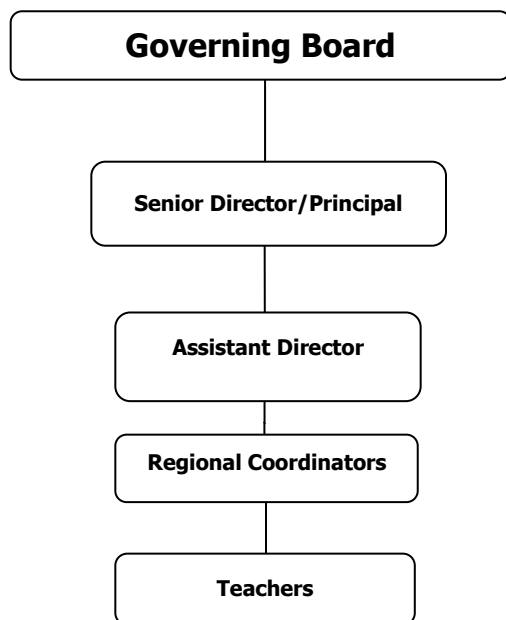 Governing Board
Senior Director/Principal
Assistant Director
Regional Coordinators
Teachers